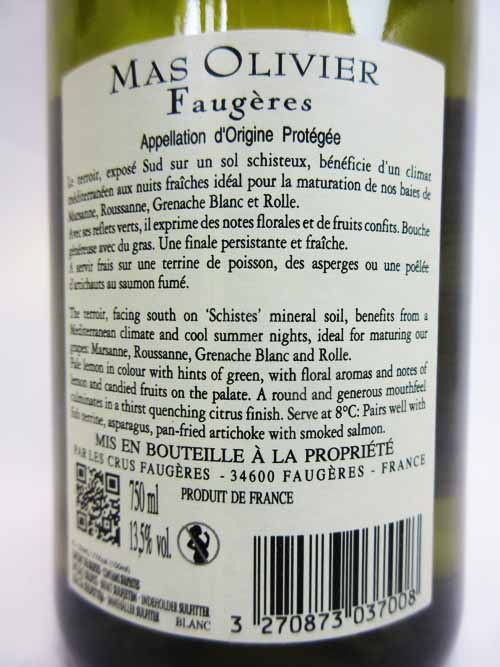 MAS OLIVIER
Faugères
Appellation d'Origine Protégée
Le terroir, exposé Sud sur un sol schisteux, bénéficie d'un climat
méditerranéen aux nuits fraîches idéal pour la maturation de nos baies de
Marsanne, Roussanne, Grenache Blanc et Rolle.
Avec ses reflets verts, il exprime des notes florales et de fruits confits. Bouche
généreuse avec du gras. Une finale persistante et fraîche.
A servir frais sur une terrine de poisson, des asperges ou une poêlée
d'artichauts au saumon fumé.
The terroir, facing south on 'Schistes' mineral soil, benefits from a
Mediterranean climate and cool summer nights, ideal for maturing our
grapes: Marsanne, Roussanne, Grenache Blanc and Rolle.
Pale lemon in colour with hints of green, with floral aromas and notes of
lemon and candied fruits on the palate. A round and generous mouthfeel
culminates in a thirst quenching citrus finish. Serve at 8°C: Pairs well with
fish terrine, asparagus, pan-fried artichoke with smoked salmon.
MIS EN BOUTEILLE À LA PROPRIÉTÉ
PAR LES CRUS FAUGÈRES - 34600 FAUGÈRES - FRANCE
750 ml
PRODUIT DE FRANCE
13,5% vol.
INDEHOLDER SULFITTER
BLANC
3 270873 037008